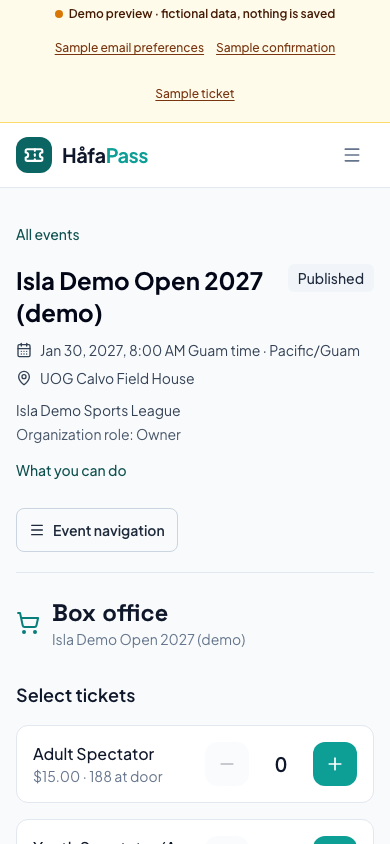 Demo preview · fictional data, nothing is saved
Sample email preferences Sample confirmation
Sample ticket
HåfaPass
All events
Isla Demo Open 2027 (demo)
Published
Jan 30, 2027, 8:00 AM Guam time · Pacific/Guam
UOG Calvo Field House
Isla Demo Sports League
Organization role: Owner
What you can do
Event navigation
Box office
Isla Demo Open 2027 (demo)
Select tickets
Adult Spectator
$15.00 · 188 at door
0